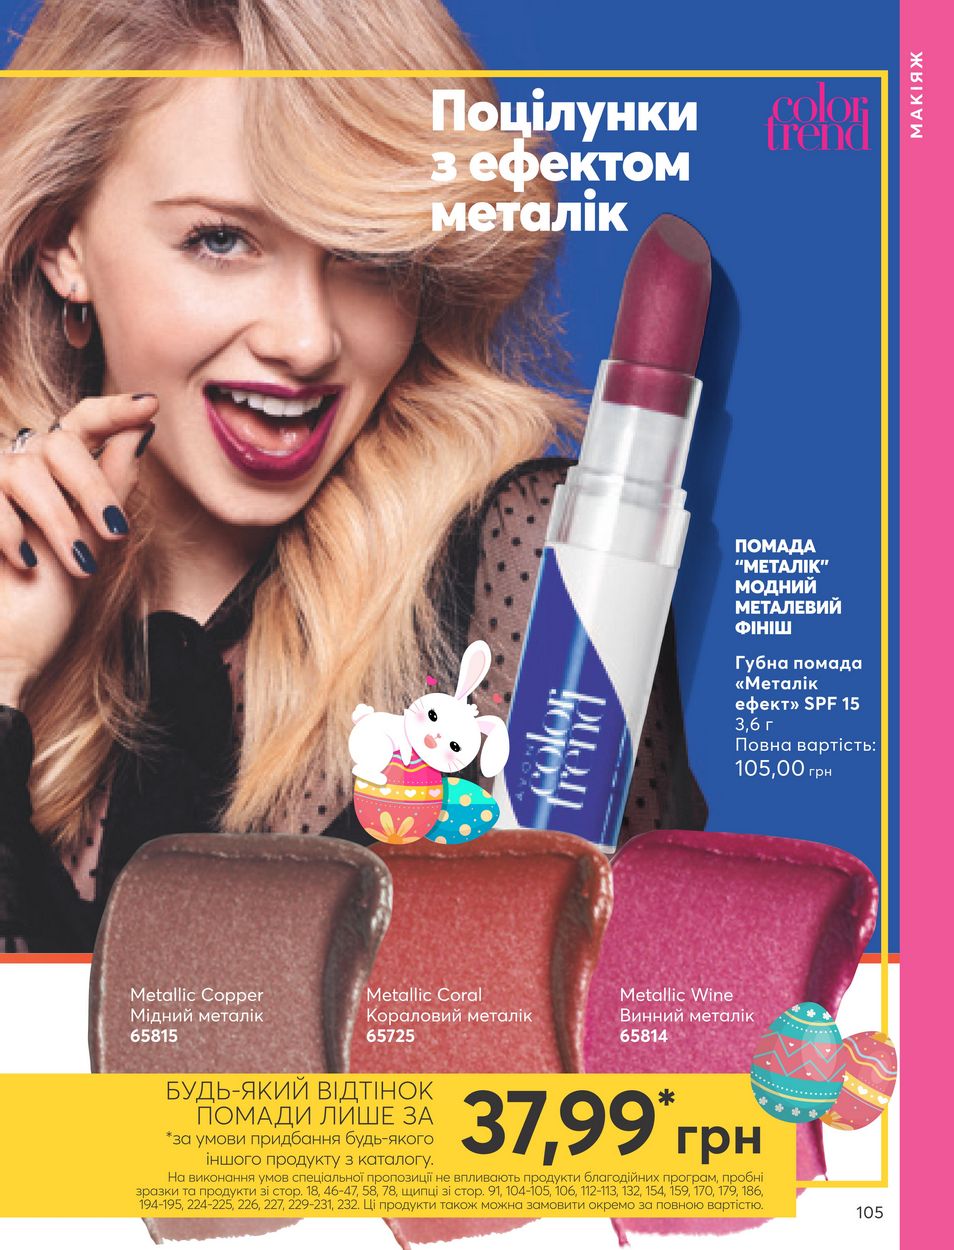 МАКІЯЖ
Поцілунки
з ефектом
металік
color
trend
ПОМАДА
“МЕТАЛІК”
МОДНИЙ
МЕТАЛЕВИЙ
ФІНІШ
Губна помада
«Металік
ефект» SPF 15
3,6 г
Повна вартість:
105,00 грн
AVON
color
trend
Metallic Copper
Мідний металік
65815
Metallic Coral
Кораловий металік
65725
Metallic Wine
Винний металік
65814
БУДЬ-ЯКИЙ ВІДТІНОК
ПОМАДИ ЛИШЕ ЗА
*за умови придбання будь-якого
іншого продукту з каталогу.
37,99* грн
На виконання умов спеціальної пропозиції не впливають продукти благодійних програм, пробні
зразки та продукти зі стор. 18, 46-47, 58, 78, щипці зі стор. 91, 104-105, 106, 112-113, 132, 154, 159, 170, 179, 186,
194-195, 224-225, 226, 227, 229-231, 232. Ці продукти також можна замовити окремо за повною вартістю.
105